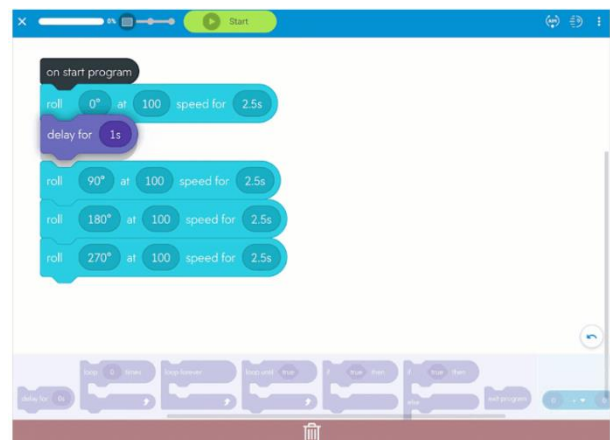 0% Start
on start program
roll 0° at 100 speed for 2.5s
delay for 1s
roll 90° at 100 speed for 2.5s
roll 180° at 100 speed for 2.5s
roll 270° at 100 speed for 2.5s
loop 0 times loop forever loop until true if true then if true then
delay for 0s else exit program